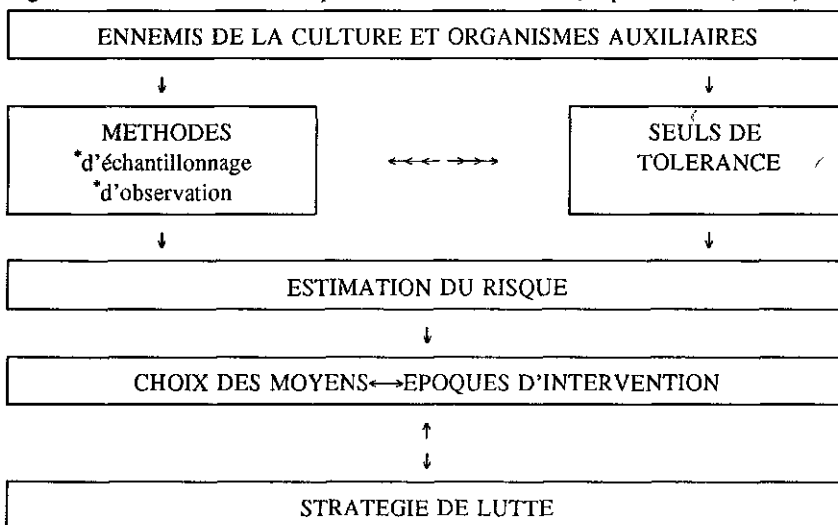 ENNEMIS DE LA CULTURE ET ORGANISMES AUXILIAIRES
METHODES
*d'échantillonnage
*d'observation
SEULS DE
TOLERANCE
ESTIMATION DU RISQUE
CHOIX DES MOYENS↔EPOQUES D'INTERVENTION
STRATEGIE DE LUTTE